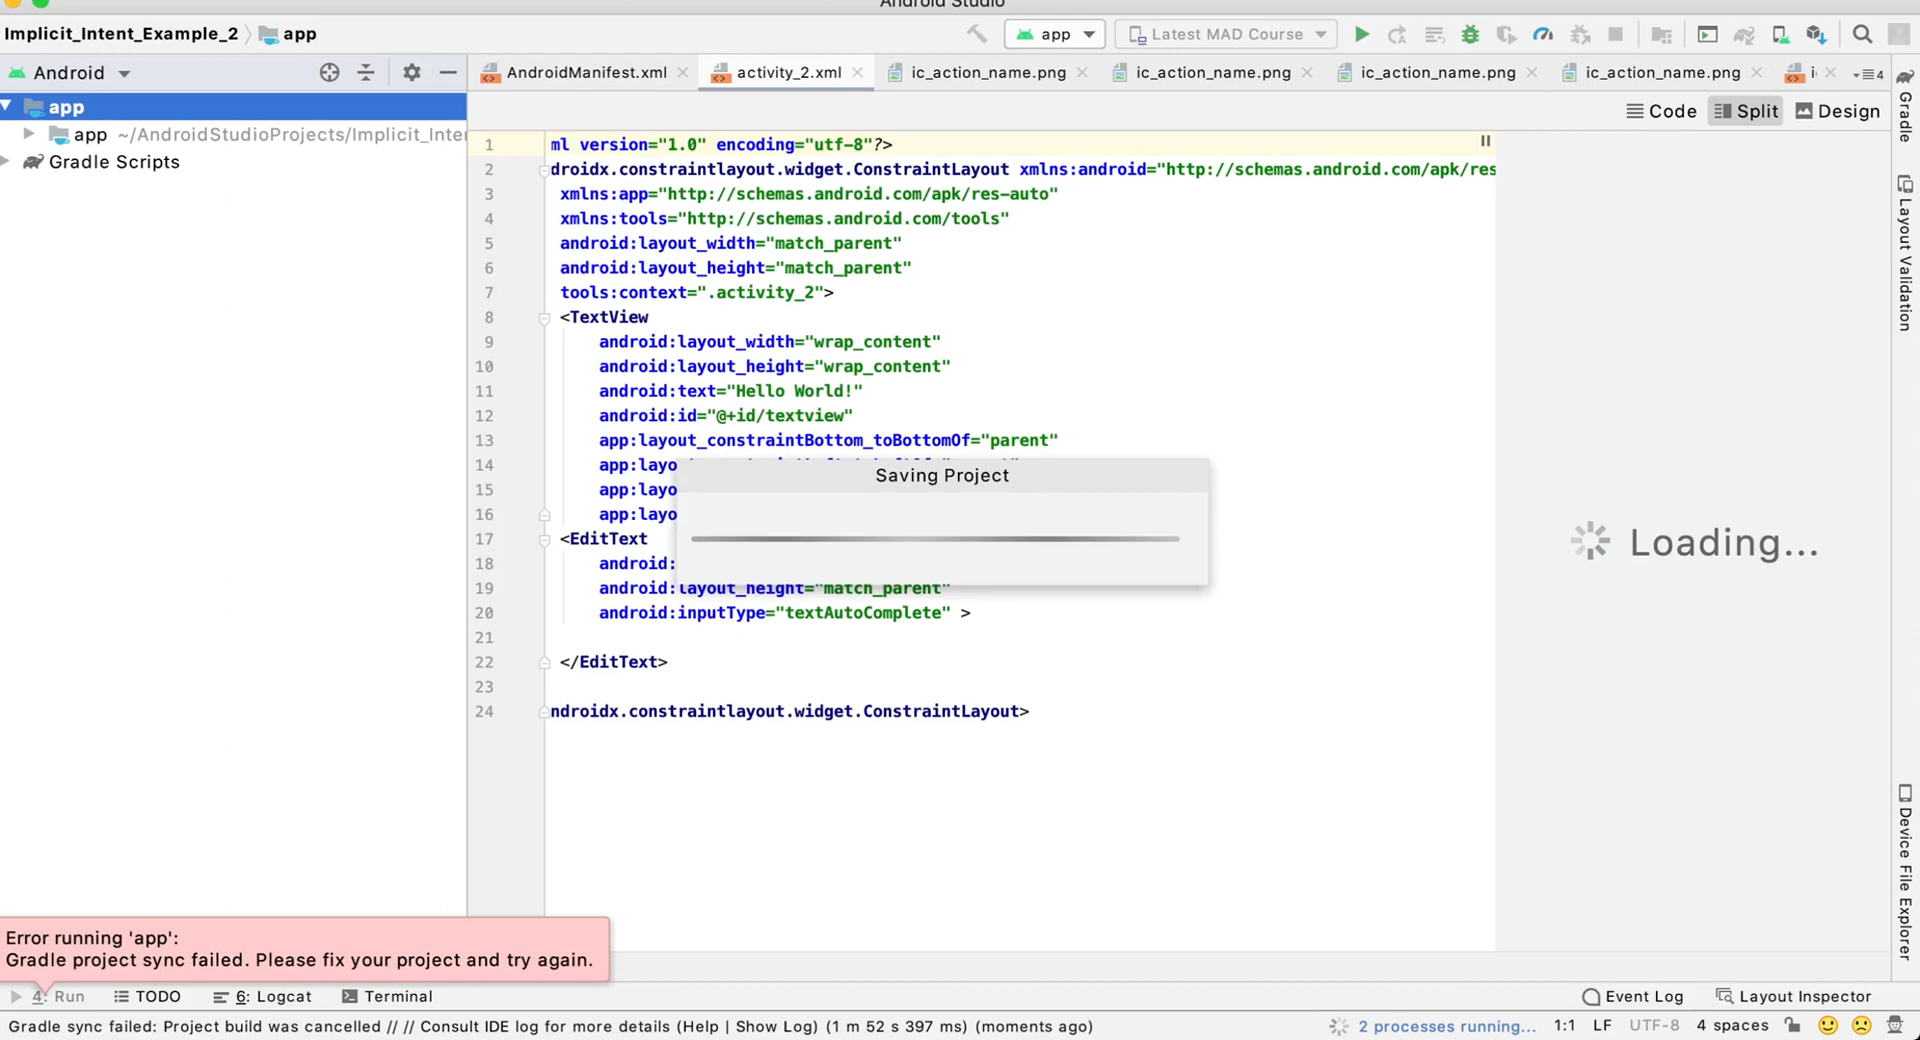 Android Studio
Implicit_Intent_Example_2
app
app
Latest MAD Course
Android
AndroidManifest.xml
activity_2.xml
ic_action_name.png
ic_action_name.png
ic_action_name.png
ic_action_name.png
4
Code
Split
Design
app
app ~/AndroidStudioProjects/Implicit_Inte
Gradle Scripts
1 ml version="1.0" encoding="utf-8"?>
2 droidx.constraintlayout.widget.ConstraintLayout xmlns:android="http://schemas.android.com/apk/res
3 xmlns:app="http://schemas.android.com/apk/res-auto"
4 xmlns:tools="http://schemas.android.com/tools"
5 android:layout_width="match_parent"
6 android:layout_height="match_parent"
7 tools:context=".activity_2">
8 <TextView
9 android:layout_width="wrap_content"
10 android:layout_height="wrap_content"
11 android:text="Hello World!"
12 android:id="@+id/textview"
13 app:layout_constraintBottom_toBottomOf="parent"
14 app:layo
15 app:layo
16 app:layo
17 <EditText
18 android:
19 android:layout_height="match_parent"
20 android:inputType="textAutoComplete" >
21
22 </EditText>
23
24 ndroidx.constraintlayout.widget.ConstraintLayout>
Saving Project
Loading...
Gradle
Layout Validation
Device File Explorer
Error running 'app':
Gradle project sync failed. Please fix your project and try again.
4: Run
TODO
6: Logcat
Terminal
Event Log
Layout Inspector
Gradle sync failed: Project build was cancelled // // Consult IDE log for more details (Help | Show Log) (1 m 52 s 397 ms) (moments ago)
2 processes running...
1:1
LF
UTF-8
4 spaces